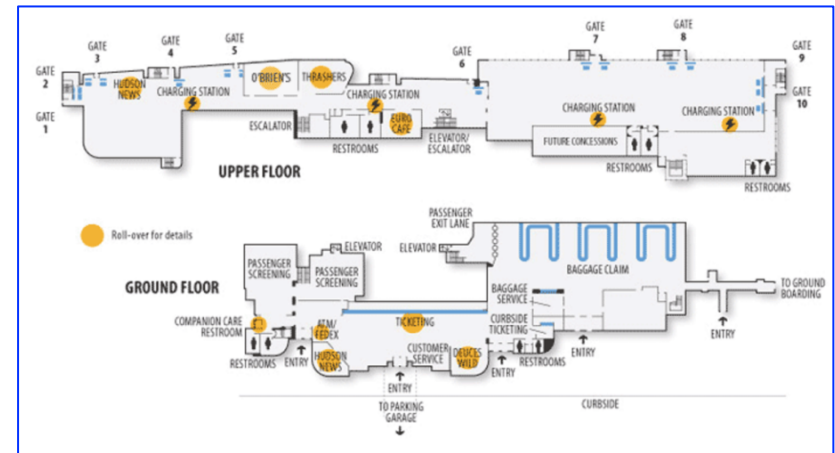 GATE
3
GATE
4
GATE
5
GATE
6
GATE
7
GATE
8
GATE
2
GATE
9
GATE
1
GATE
10
HUDSON
NEWS
CHARGING STATION
O'BRIEN'S
THRASHERS
CHARGING STATION
ESCALATOR
RESTROOMS
EURO
CAFE
ELEVATOR/
ESCALATOR
CHARGING STATION
CHARGING STATION
FUTURE CONCESSIONS
RESTROOMS
RESTROOMS
UPPER FLOOR
Roll-over for details
GROUND FLOOR
PASSENGER
SCREENING
PASSENGER
SCREENING
ELEVATOR
COMPANION CARE
RESTROOM
RESTROOMS
ENTRY
ATM/
FEDEX
HUDSON
NEWS
TICKETING
CUSTOMER
SERVICE
DEUCES
WILD
ENTRY
TO PARKING
GARAGE
PASSENGER
EXIT LANE
ELEVATOR
BAGGAGE CLAIM
BAGGAGE
SERVICE
CURBSIDE
TICKETING
ENTRY
RESTROOMS
ENTRY
ENTRY
TO GROUND
BOARDING
CURBSIDE